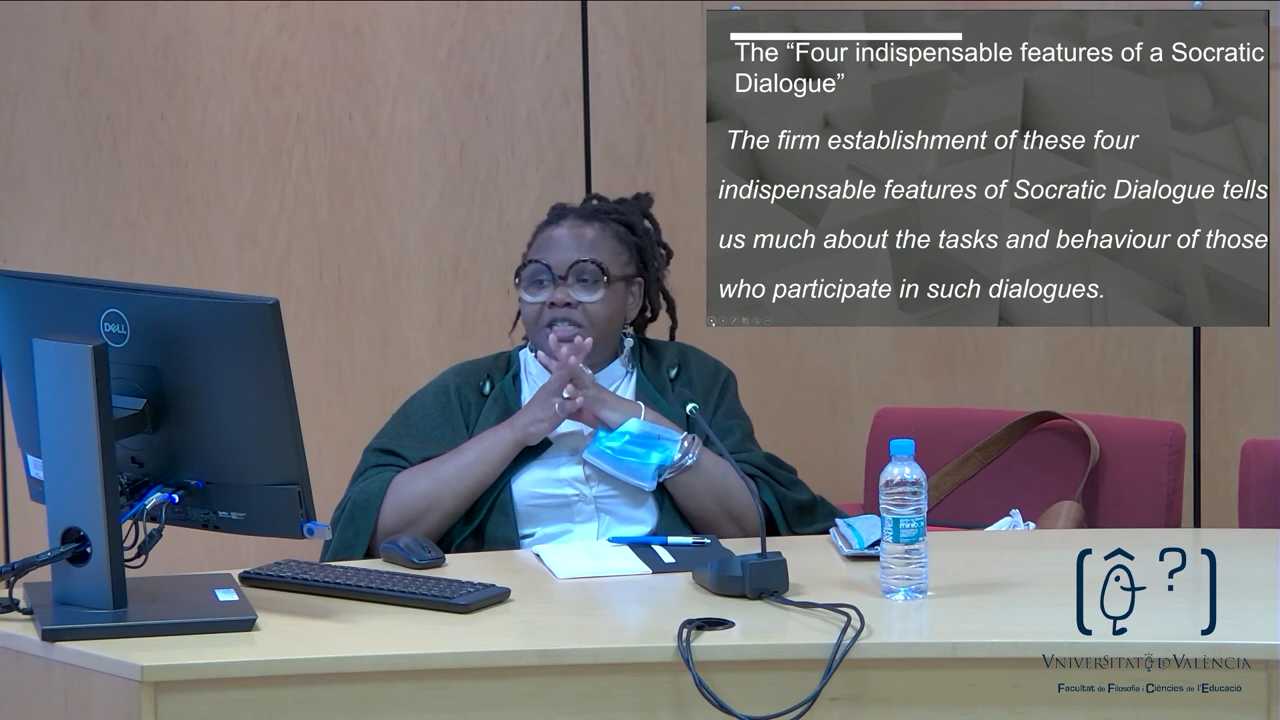 The “Four indispensable features of a Socratic
Dialogue”
The firm establishment of these four
indispensable features of Socratic Dialogue tells
us much about the tasks and behaviour of those
who participate in such dialogues.
DELL
[ ? ]
VNIVERSITAT ID VALÈNCIA
Facultat de Filosofia i Ciències de l'Educació